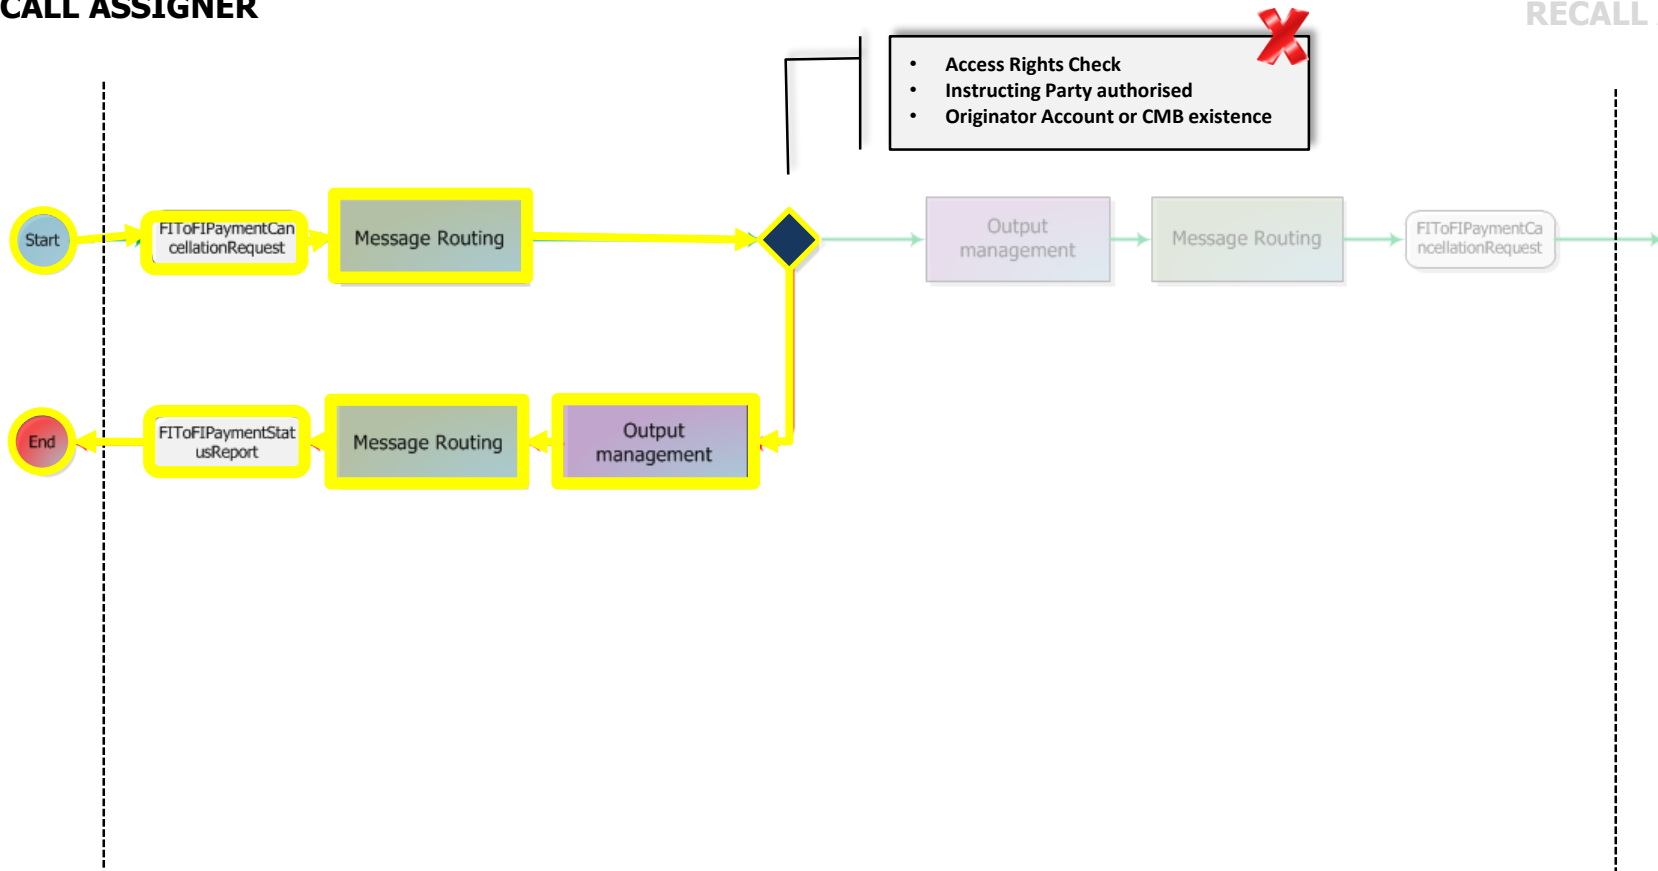 CALL ASSIGNER
RECALL
• Access Rights Check
• Instructing Party authorised
• Originator Account or CMB existence
Start
FIToFIPaymentCan
cellationRequest
Message Routing
Output
management
Message Routing
FIToFIPaymentCa
ncellationRequest
End
FIToFIPaymentStat
usReport
Message Routing
Output
management